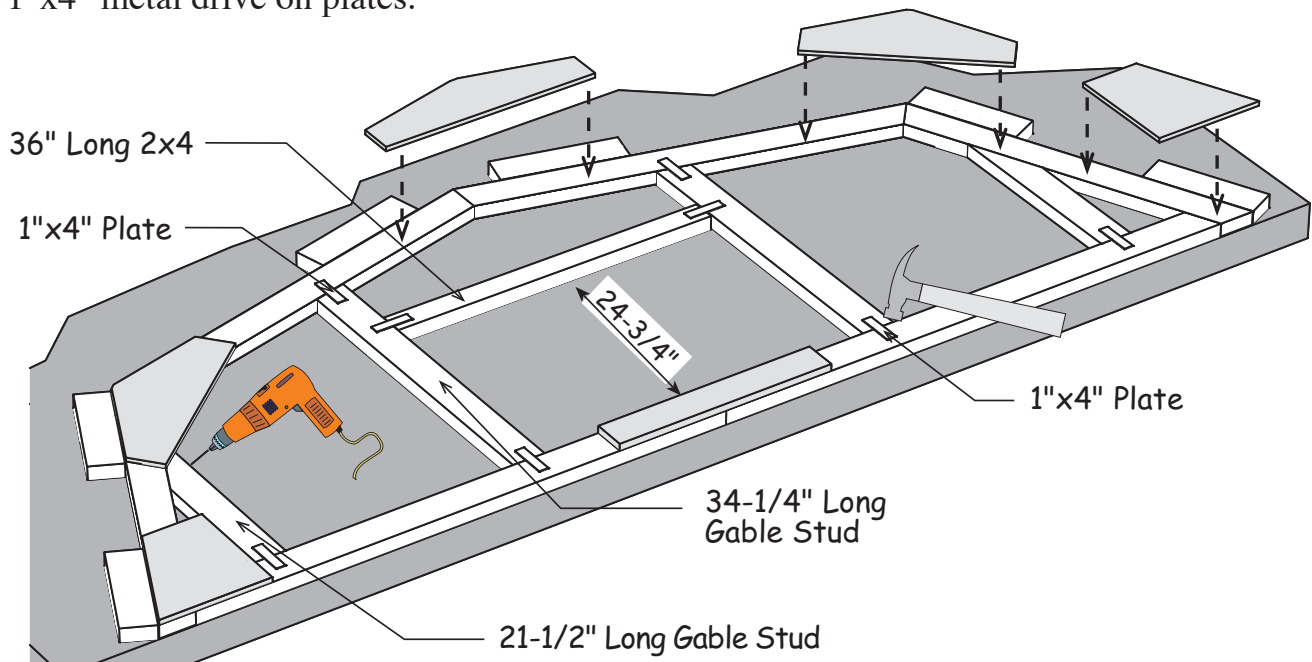 1"x4" metal drive on plates.
36" Long 2x4
1"x4" Plate
24-3/4"
1"x4" Plate
34-1/4" Long
Gable Stud
21-1/2" Long Gable Stud